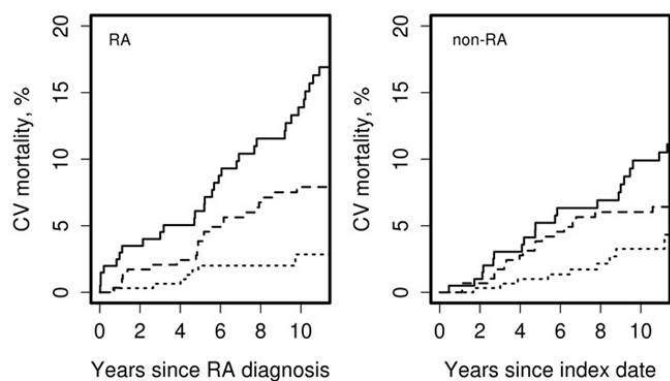 RA
CV mortality, %
20
15
10
5
0
0 2 4 6 8 10
Years since RA diagnosis
non-RA
CV mortality, %
20
15
10
5
0
0 2 4 6 8 10
Years since index date